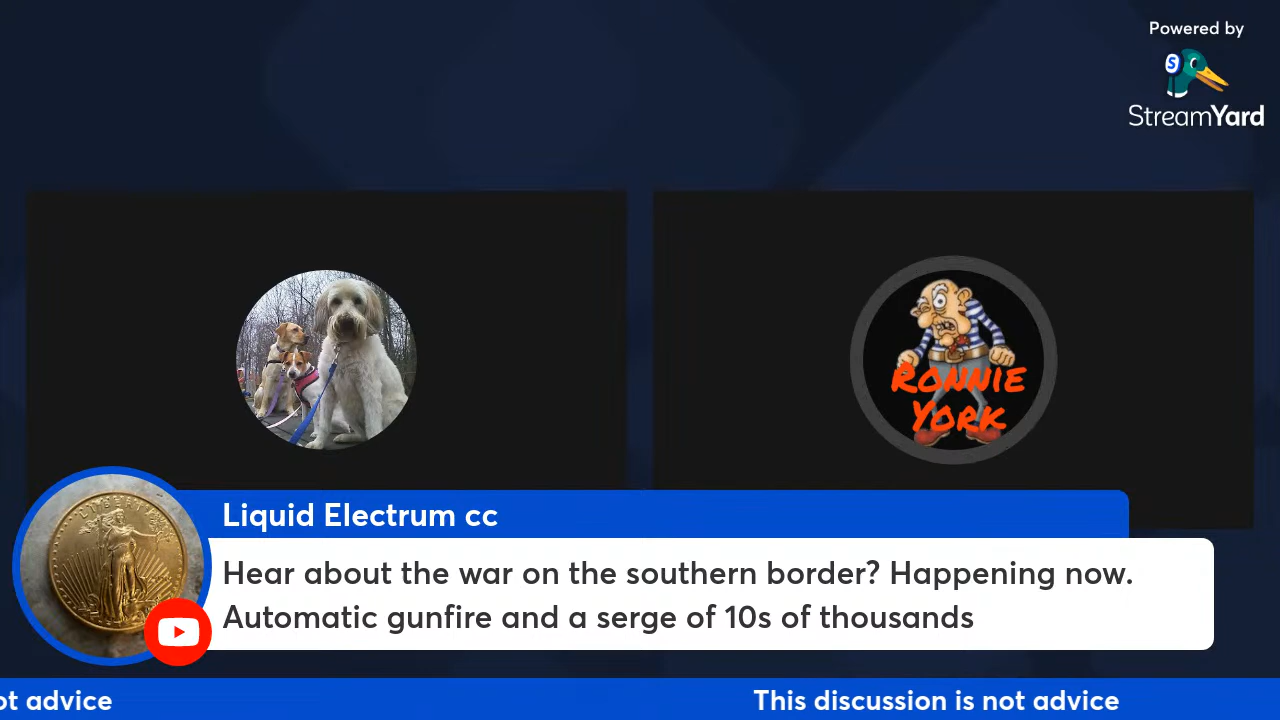 Powered by
S
StreamYard
RONNIE
YORK
LIBERTY
Liquid Electrum cc
Hear about the war on the southern border? Happening now.
Automatic gunfire and a serge of 10s of thousands
ot advice
This discussion is not advice